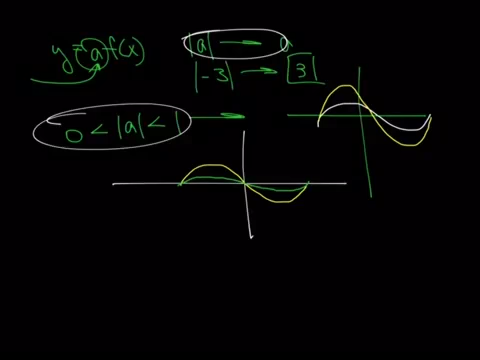 y = a f(x)
|a| → a
|-3| → 3
0 < |a| < 1 →